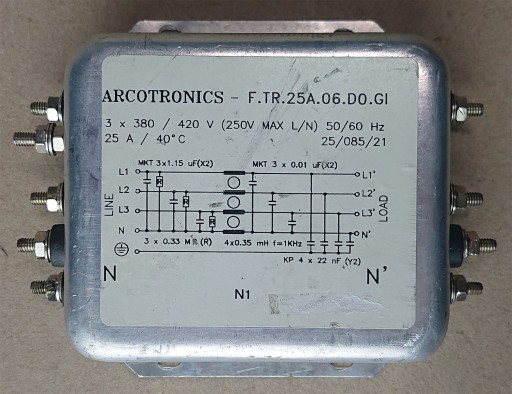 ARCOTRONICS - F.TR.25A.06.DO.GI
3 x 380 / 420 V (250V MAX L/N) 50/60 Hz
25 A / 40°C 25/085/21
MKT 3x1.15 uF(X2) MKT 3 x 0.01 uF(X2)
L1 L1'
R
L2 L2'
R
L3 L3'
R
N N'
LINE
LOAD
3 x 0.33 MΩ(R) 4x0.35 mH f=1KHz
KP 4 x 22 nF (Y2)
N N'
N1